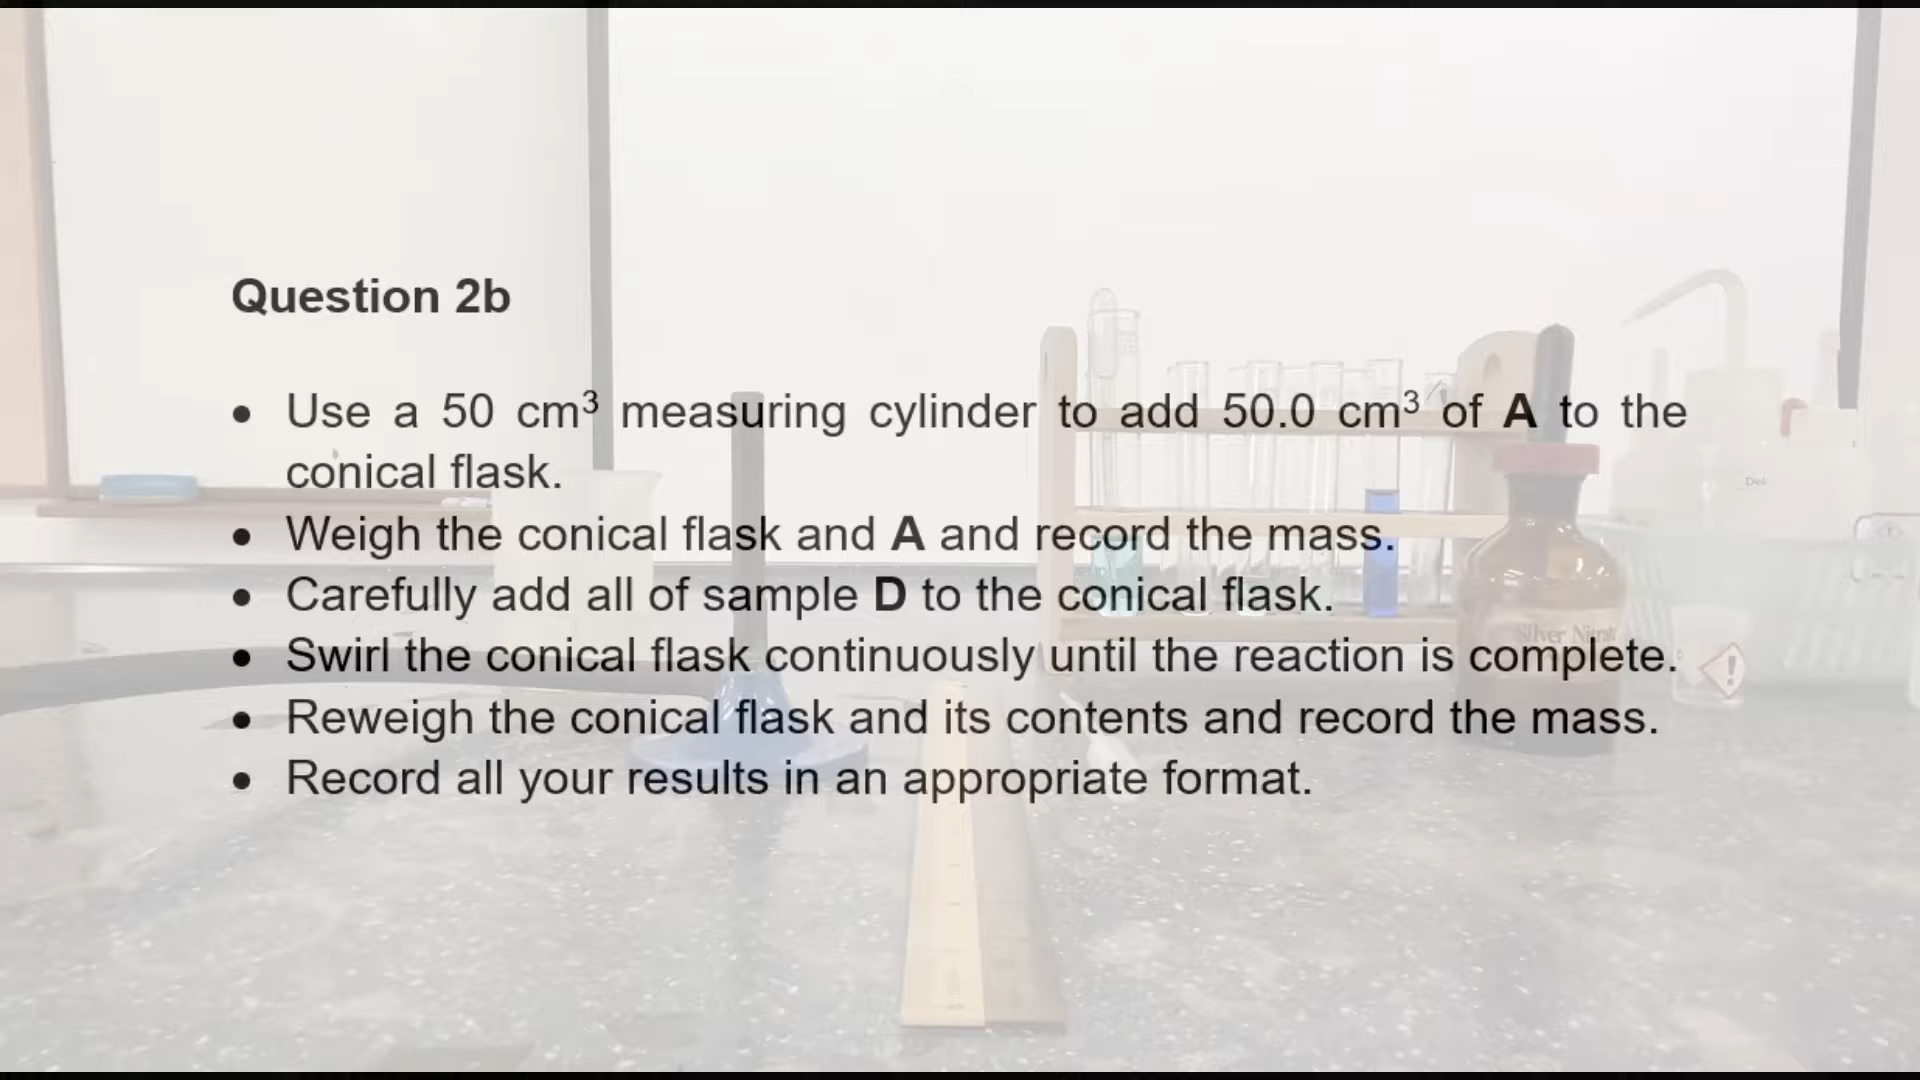 Question 2b
• Use a 50 cm³ measuring cylinder to add 50.0 cm³ of A to the
conical flask.
• Weigh the conical flask and A and record the mass.
• Carefully add all of sample D to the conical flask.
• Swirl the conical flask continuously until the reaction is complete.
• Reweigh the conical flask and its contents and record the mass.
• Record all your results in an appropriate format.
Silver Nitrate